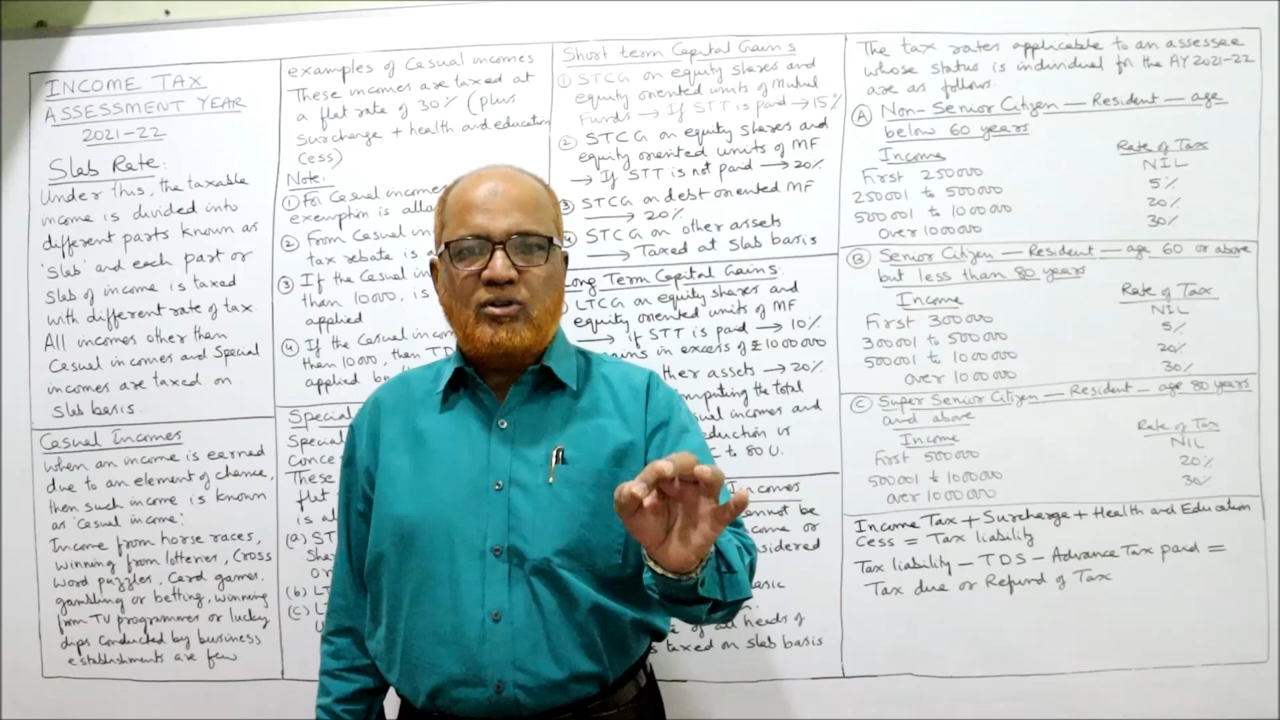 INCOME TAX
ASSESSMENT YEAR
2021-22
Slab Rate:
Under this, the taxable
income is divided into
different parts known as
'Slab' and each part or
slab of income is taxed
with different rate of tax
All incomes other than
Casual incomes and Special
incomes are taxed on
Slab basis.
Casual Incomes
When an income is earned
due to an element of chance,
then such income is known
as 'Casual income:
Income from horse races,
winning from lotteries, Cross
word puzzles, Card games,
gambling or betting, winning
from TV programmes or lucky
dips conducted by business
establishments are few
examples of Casual incomes
These incomes are taxed at
a flat rate of 30% (plus
Surcharge + health and education
Cess)
Note:
① For Casual incomes
exemption is
② From Casual
tax rebate is
③ If the Casual
than 10000, is
applied
④ If the Casual
than 10000, then
applied
Special
Special
These
flat
is
(a)
or
(b)
(c)
Short term Capital Gains
① STCG on equity shares and
equity oriented units of Mutual
Funds → If STT is paid → 15%
② STCG on equity shares and
equity oriented units of MF
→ If STT is not paid → 20%
③ STCG on debt oriented MF
→ 20%
STCG on other assets
→ Taxed at slab basis
Long Term Capital Gains.
LTCG on equity shares and
equity oriented units of MF
→ if STT is paid → 10%
in excess of ₹1000000
assets → 20%
the total
incomes and
is
to 80U.
Incomes
be
or
of all heads of
taxed on slab basis
The tax rates applicable to an assessee
whose status is individual for the AY 2021-22
are as follows.
Ⓐ Non-Senior Citizen — Resident — age
below 60 years
Income Rate of Tax
First 250000 NIL
250001 to 500000 5%
500001 to 1000000 20%
Over 1000000 30%
Ⓑ Senior Citizen — Resident — age 60 or above
but less than 80 years
Income Rate of Tax
First 300000 NIL
300001 to 500000 5%
500001 to 1000000 20%
over 1000000 30%
Ⓒ Super Senior Citizen — Resident — age 80 years
and above
Income Rate of Tax
First 500000 NIL
500001 to 1000000 20%
over 1000000 30%
Income Tax + Surcharge + Health and Education
Cess = Tax liability
Tax liability — TDS — Advance Tax paid =
Tax due or Refund of Tax